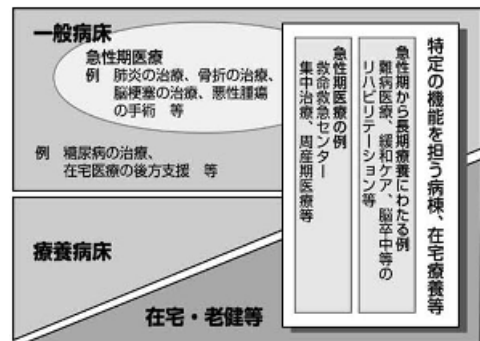 一般病床
急性期医療
例 肺炎の治療、骨折の治療、
脳梗塞の治療、悪性腫瘍
の手術 等
例 糖尿病の治療、
在宅医療の後方支援 等
療養病床
在宅・老健等
特定の機能を担う病棟、在宅療養等
急性期から長期療養にわたる例
難病医療、緩和ケア、脳卒中等の
リハビリテーション等
急性期医療の例
救命救急センター
集中治療、周産期医療等